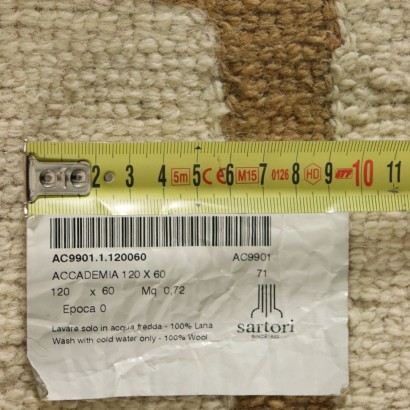 2 3 4 5m 5 CE 6 M15 7 0126 8 HD 9 10 11
AC9901.1.120060 AC9901
ACCADEMIA 120 X 60 71
120 x 60 Mq 0,72
Epoca 0
Lavare solo in acqua fredda - 100% Lana
Wash with cold water only - 100% Wool
sartori